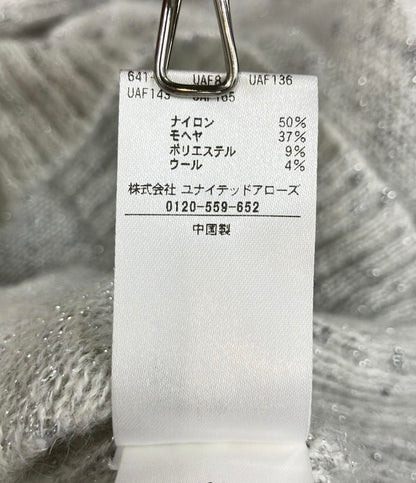 641- UAF8 UAF136
UAF143 UAF165
ナイロン 50%
モヘヤ 37%
ポリエステル 9%
ウール 4%
株式会社 ユナイテッドアローズ
0120-559-652
中国製